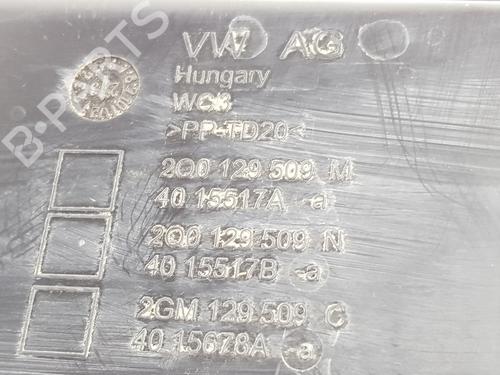 VW AG
Hungary
WC8
>PP-TD20<
2Q0 129 509 M
40 15517A -a
2Q0 129 509 N
40 15517B -a
2GM 129 509 C
40 15678A -a
B-PARTS